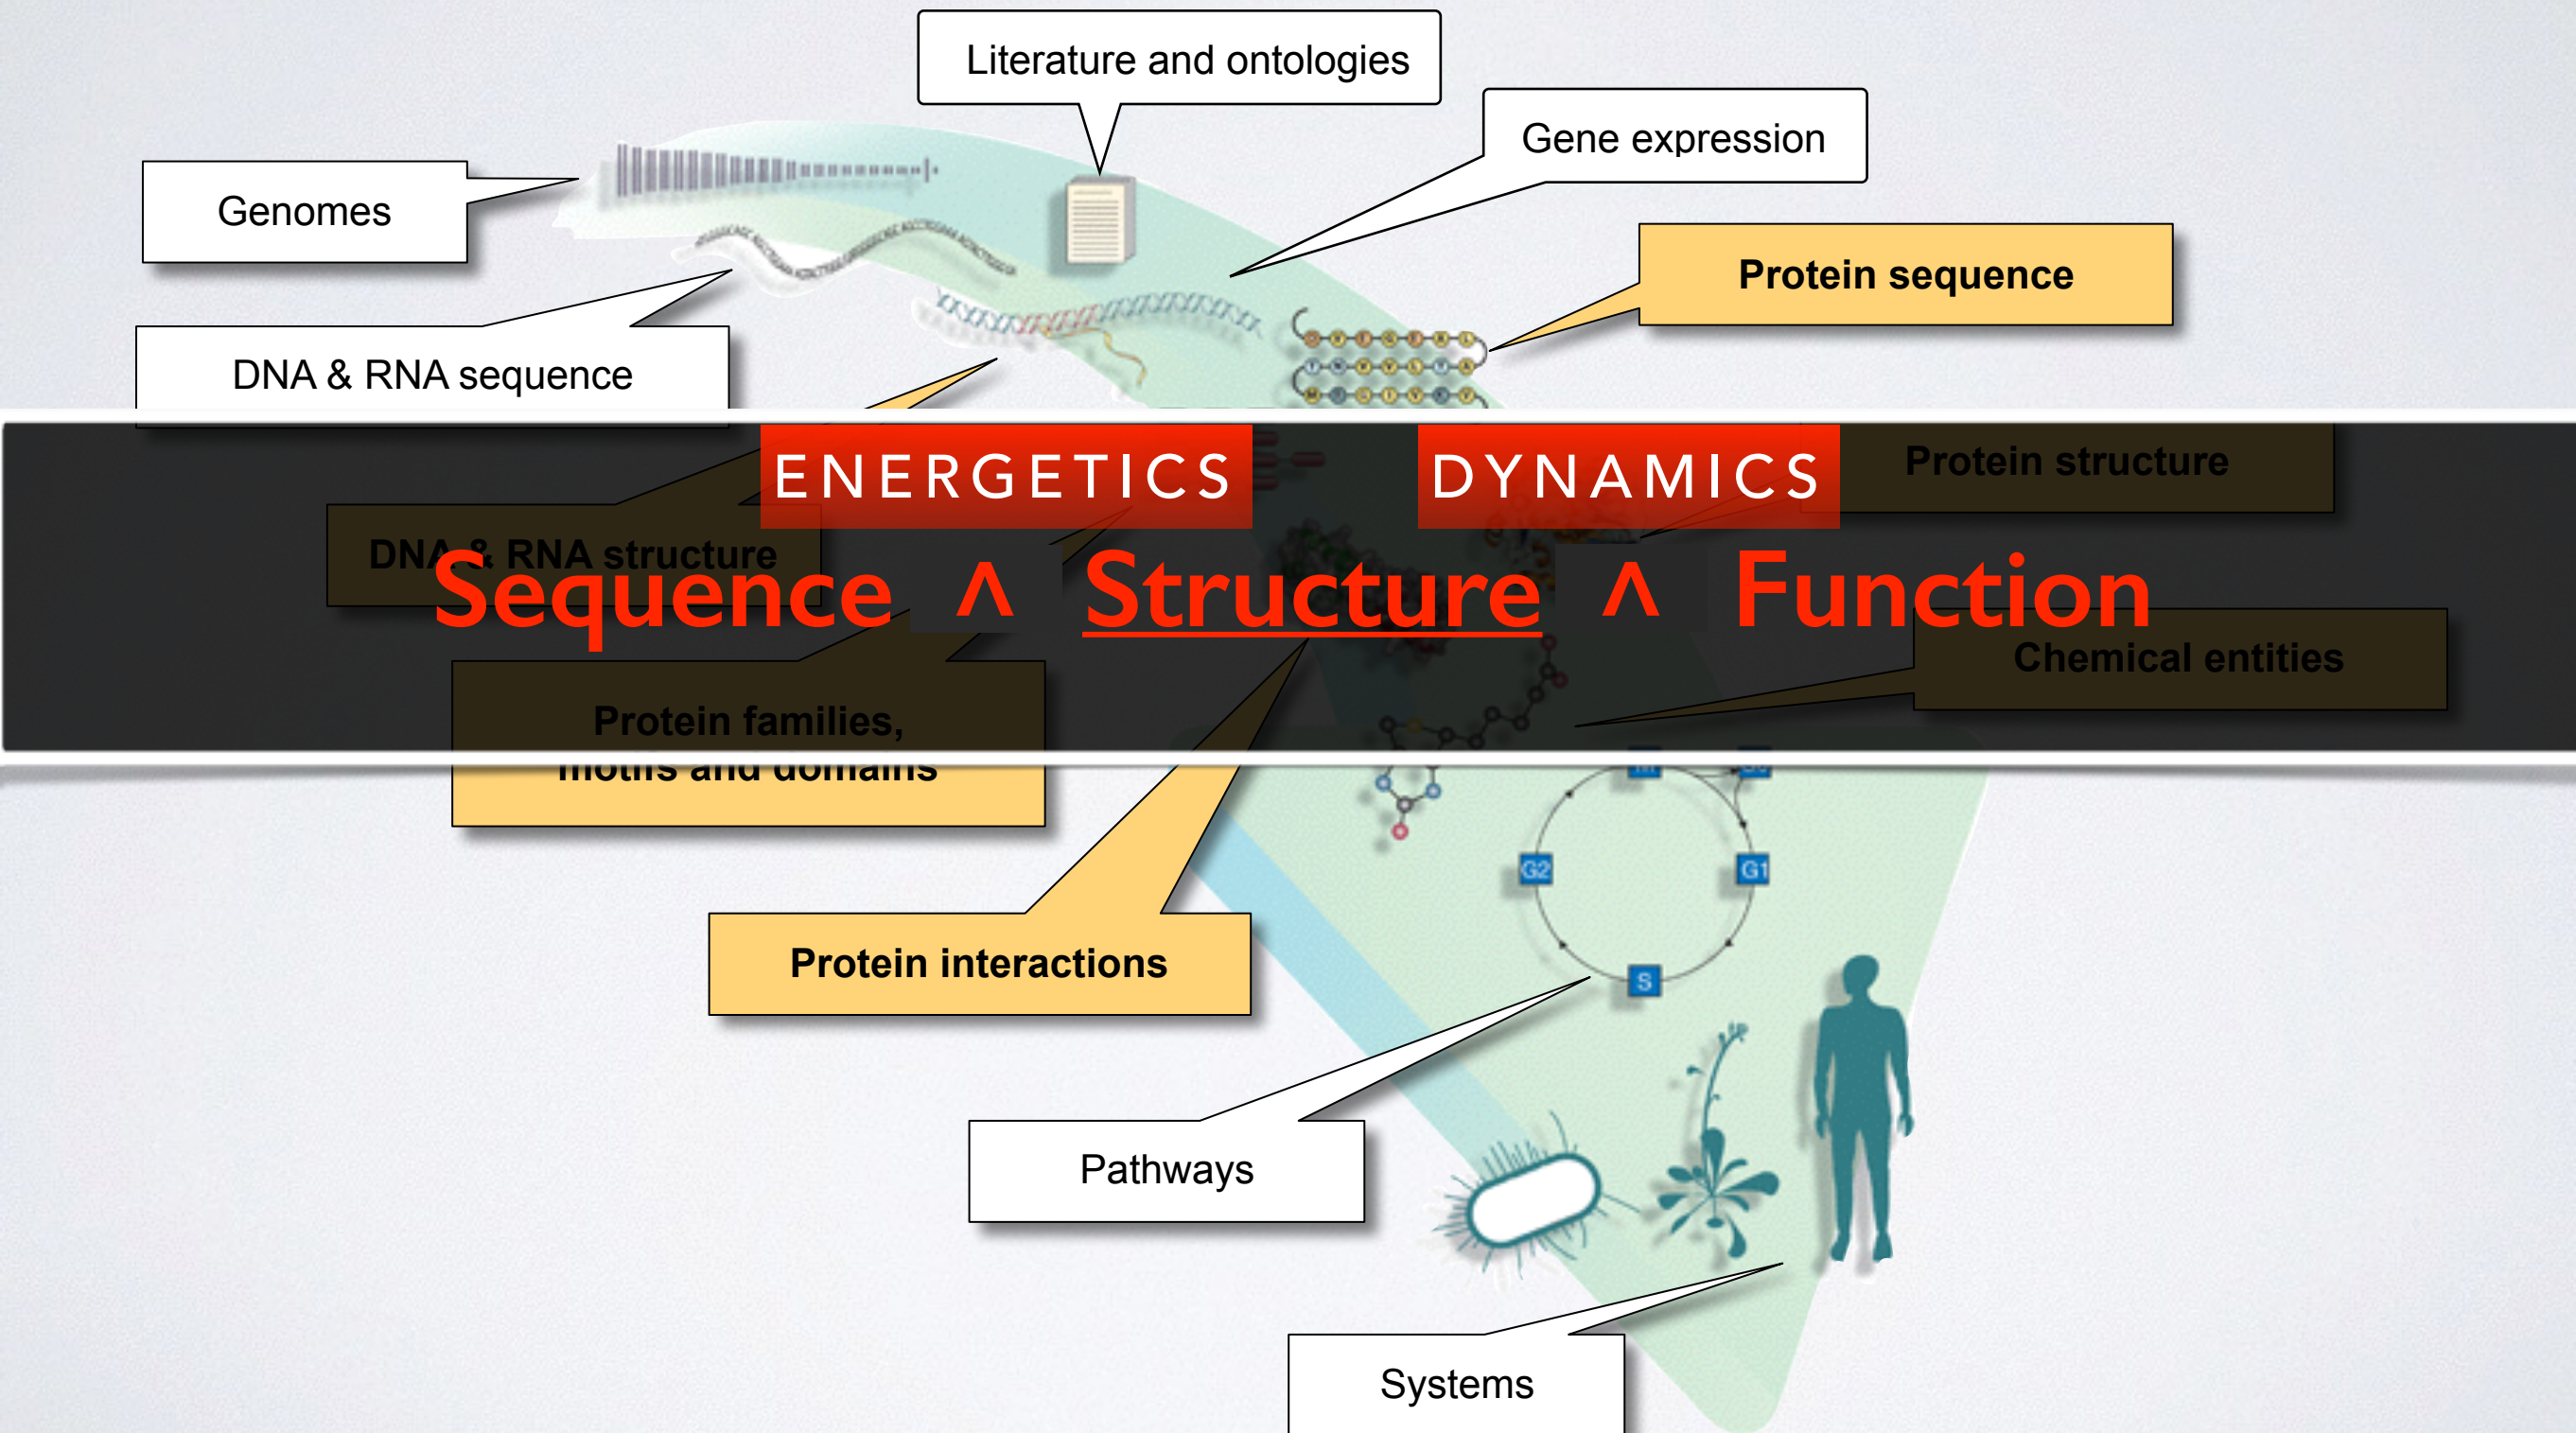 Literature and ontologies
Gene expression
Genomes
Protein sequence
DNA & RNA sequence
ENERGETICS
DYNAMICS
Protein structure
DNA & RNA structure
Sequence ^ Structure ^ Function
Chemical entities
Protein families,
motifs and domains
G2
G1
Protein interactions
S
Pathways
Systems